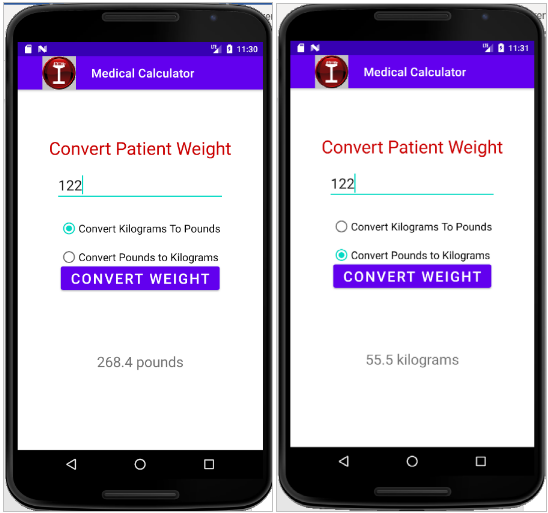 11:30
Medical Calculator
Convert Patient Weight
122
Convert Kilograms To Pounds
Convert Pounds to Kilograms
CONVERT WEIGHT
268.4 pounds
11:31
Medical Calculator
Convert Patient Weight
122
Convert Kilograms To Pounds
Convert Pounds to Kilograms
CONVERT WEIGHT
55.5 kilograms